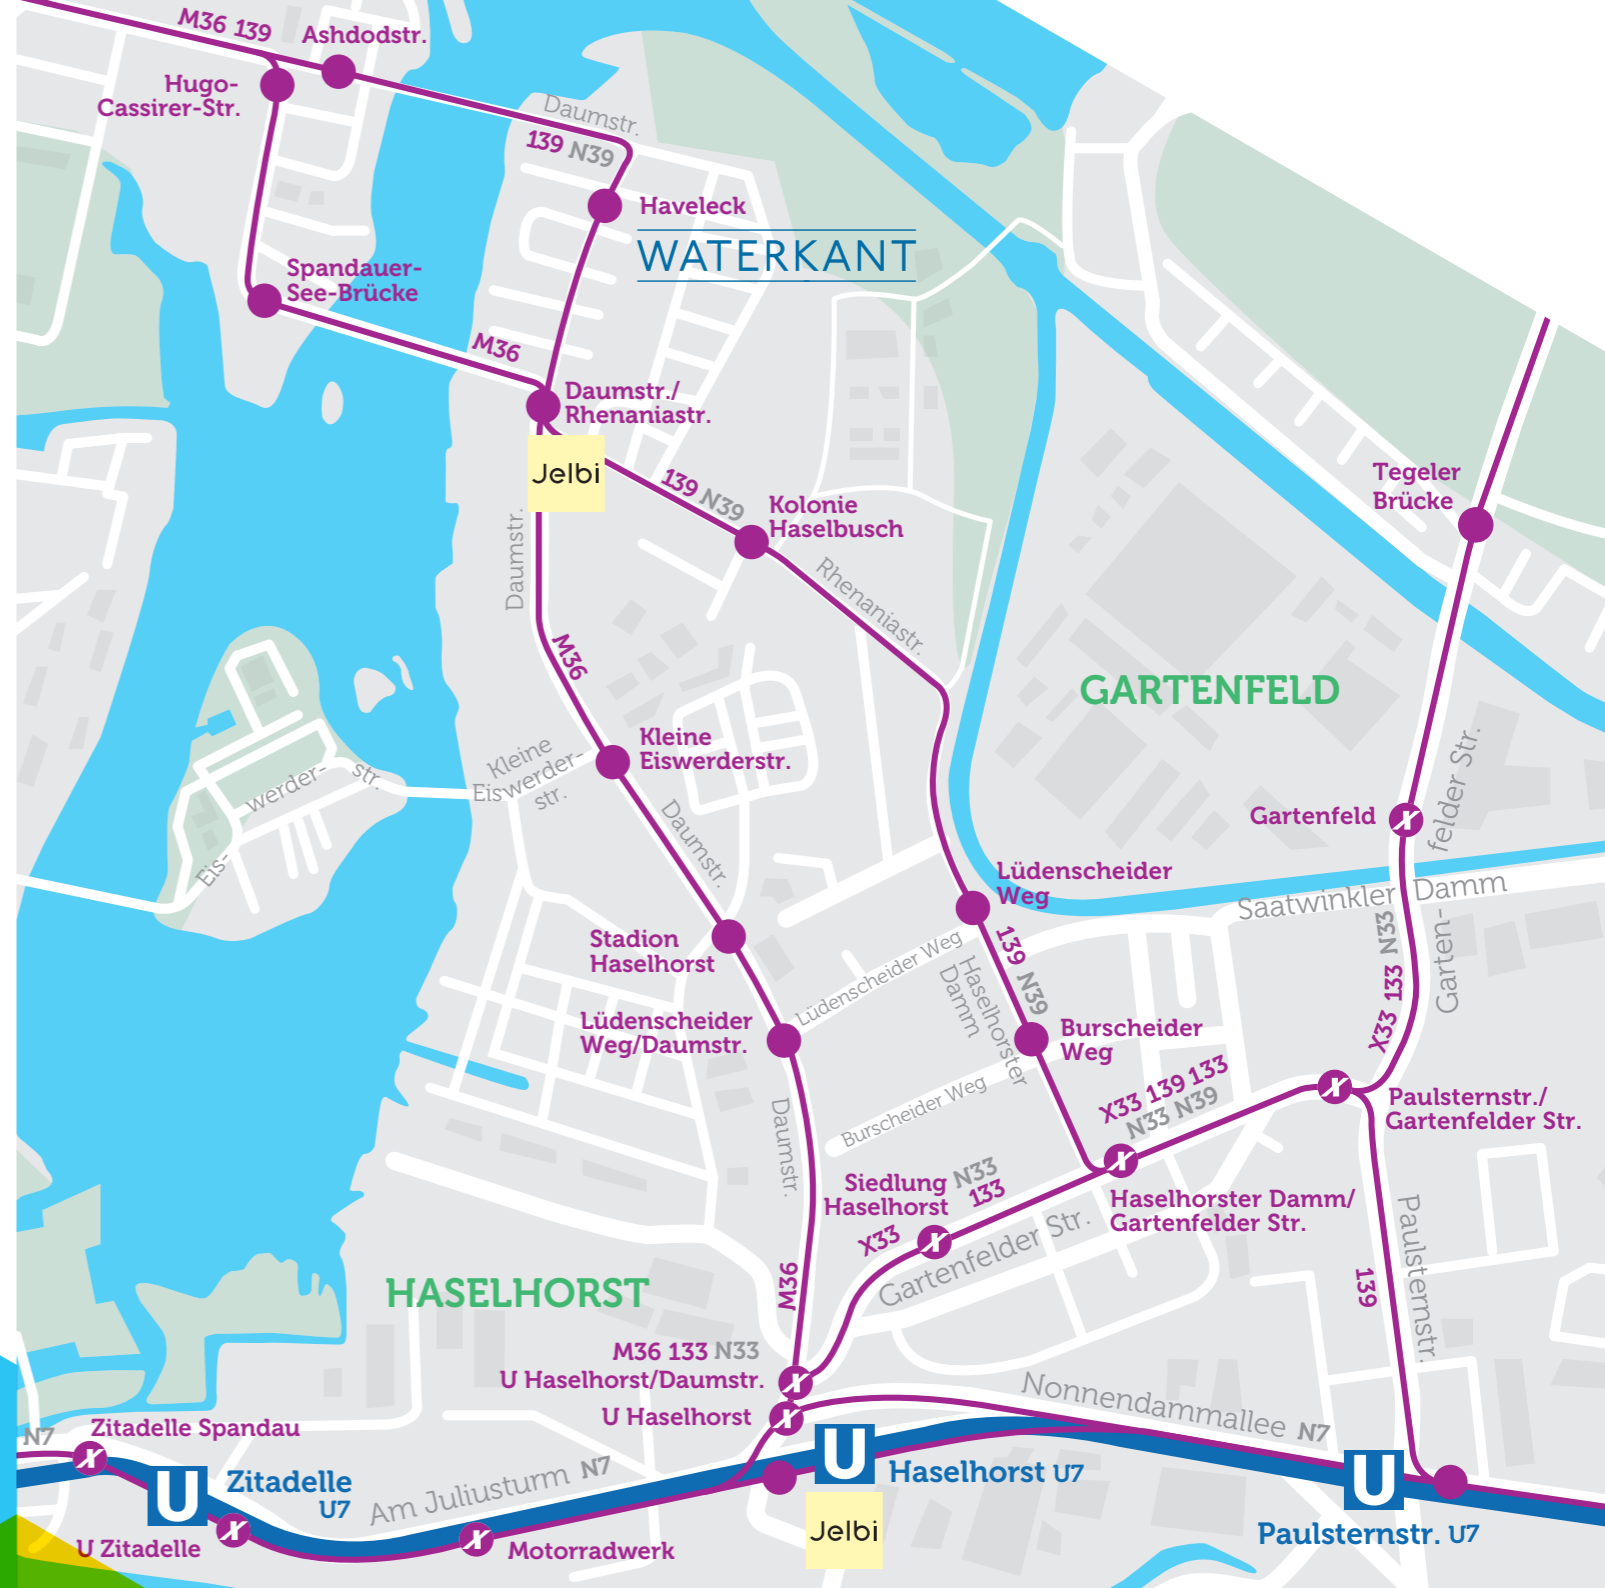 M36 139
Ashdodstr.
Hugo-
Cassirer-Str.
Daumstr.
139 N39
Haveleck
WATERKANT
Spandauer-
See-Brücke
M36
Daumstr./
Rhenaniastr.
Jelbi
139 N39
Kolonie
Haselbusch
Tegeler
Brücke
Daumstr.
Rhenaniastr.
M36
GARTENFELD
Kleine
Eiswerderstr.
Kleine
Eiswerder-
str.
Eis-
werder-
str.
Daumstr.
Gartenfeld
Garten-
felder Str.
Lüdenscheider
Weg
Saatwinkler Damm
Stadion
Haselhorst
Lüdenscheider Weg
139 N39
Haselhorster
Damm
X33 133 N33
Lüdenscheider
Weg/Daumstr.
Burscheider
Weg
Burscheider Weg
X33 139 133
N33 N39
Paulsternstr./
Gartenfelder Str.
Daumstr.
Siedlung
Haselhorst
N33
133
X33
Haselhorster Damm/
Gartenfelder Str.
Gartenfelder Str.
Paulsternstr.
139
HASELHORST
M36
M36 133 N33
U Haselhorst/Daumstr.
U Haselhorst
Nonnendammallee N7
N7
Zitadelle Spandau
U
Zitadelle
U7
Am Juliusturm N7
U
Haselhorst U7
U
Paulsternstr. U7
U Zitadelle
Motorradwerk
Jelbi
X
X
X
X
X
X
X
X
X